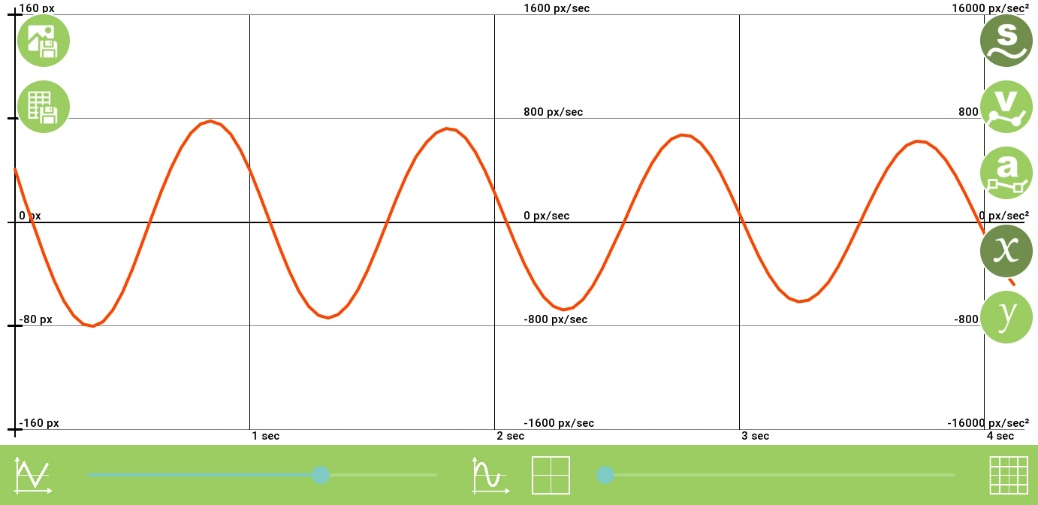 160 px
1600 px/sec
16000 px/sec²
s
800 px/sec
800
v
a
0 px
0 px/sec
0 px/sec²
x
-80 px
-800 px/sec
-800
y
-160 px
-1600 px/sec
-16000 px/sec²
1 sec
2 sec
3 sec
4 sec